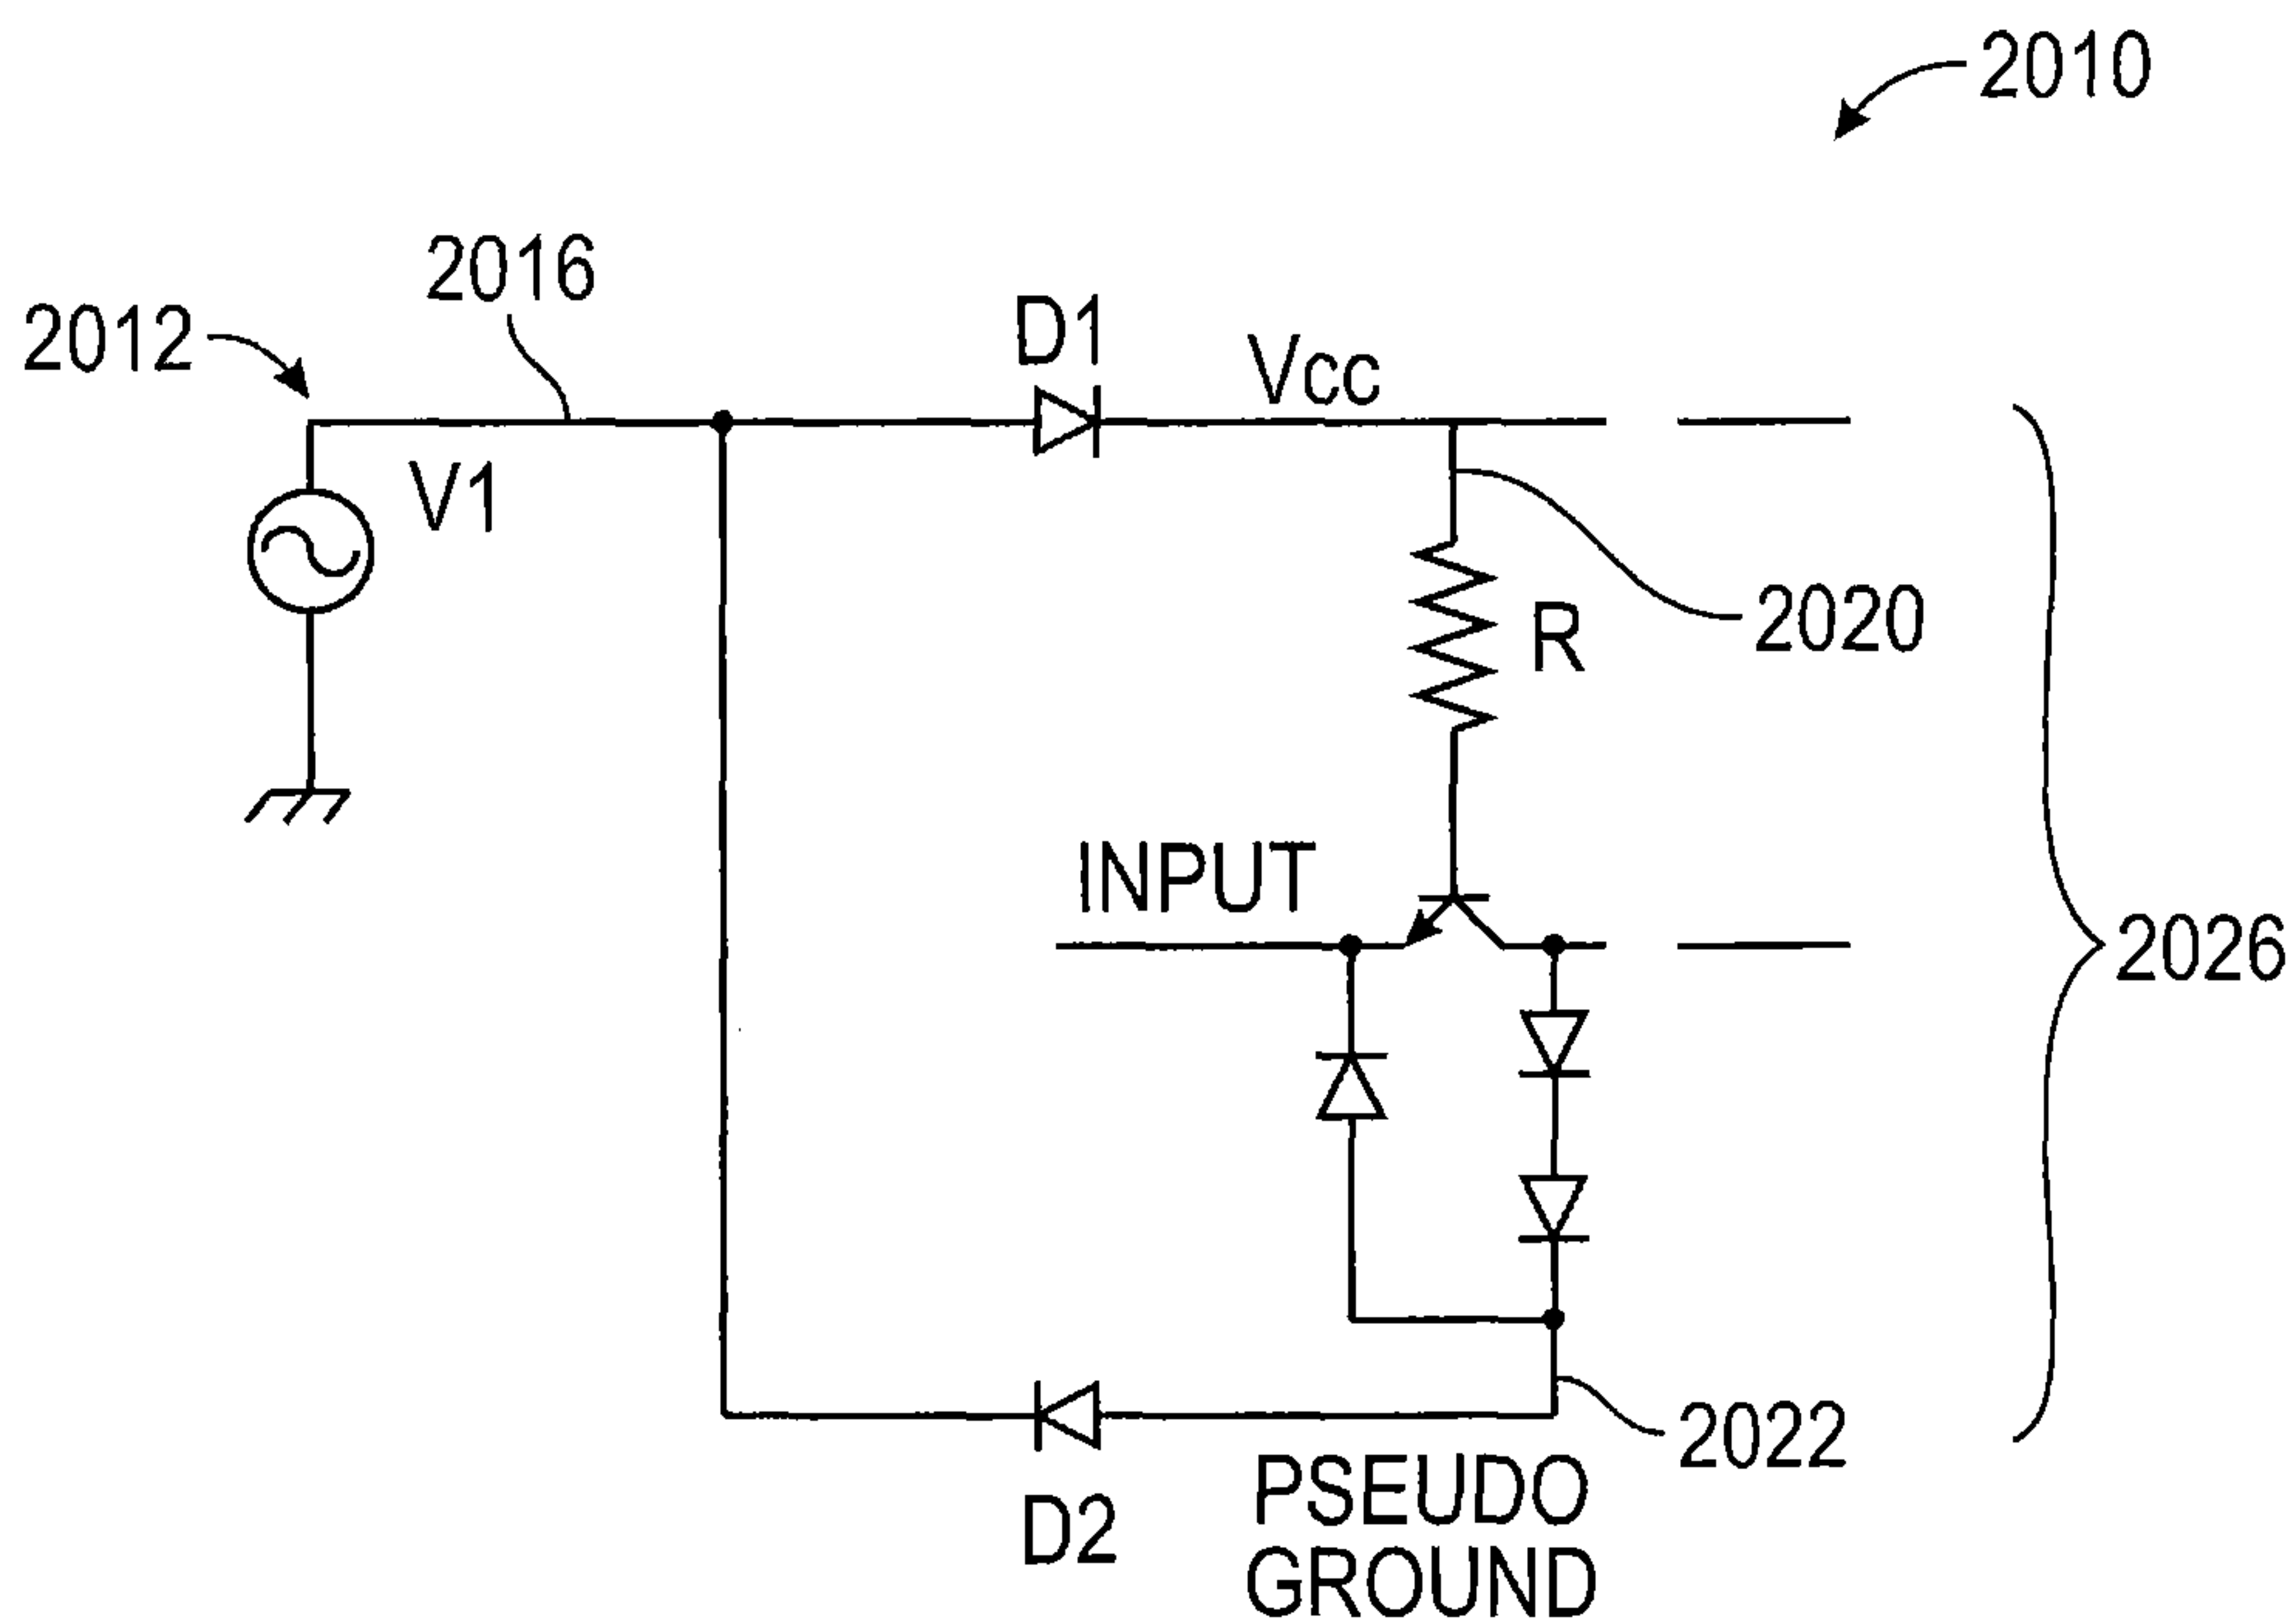 2010
2016
2012
D1
Vcc
V1
2020
R
INPUT
2026
2022
D2
PSEUDO
GROUND